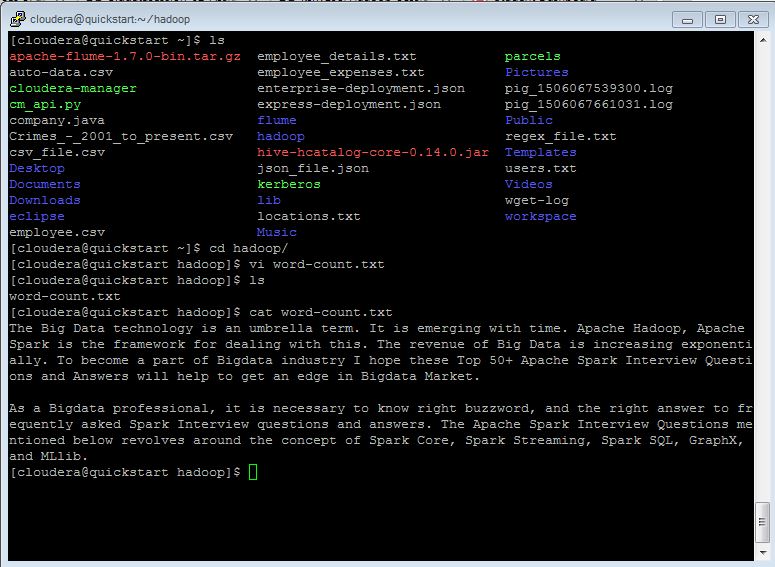 cloudera@quickstart:~/hadoop
[cloudera@quickstart ~]$ ls
apache-flume-1.7.0-bin.tar.gz  employee_details.txt           parcels
auto-data.csv                  employee_expenses.txt          Pictures
cloudera-manager               enterprise-deployment.json     pig_1506067539300.log
cm_api.py                      express-deployment.json        pig_1506067661031.log
company.java                   flume                          Public
Crimes_-_2001_to_present.csv   hadoop                         regex_file.txt
csv_file.csv                   hive-hcatalog-core-0.14.0.jar  Templates
Desktop                        json_file.json                 users.txt
Documents                      kerberos                       Videos
Downloads                      lib                            wget-log
eclipse                        locations.txt                  workspace
employee.csv                   Music
[cloudera@quickstart ~]$ cd hadoop/
[cloudera@quickstart hadoop]$ vi word-count.txt
[cloudera@quickstart hadoop]$ ls
word-count.txt
[cloudera@quickstart hadoop]$ cat word-count.txt
The Big Data technology is an umbrella term. It is emerging with time. Apache Hadoop, Apache
Spark is the framework for dealing with this. The revenue of Big Data is increasing exponenti
ally. To become a part of Bigdata industry I hope these Top 50+ Apache Spark Interview Questi
ons and Answers will help to get an edge in Bigdata Market.

As a Bigdata professional, it is necessary to know right buzzword, and the right answer to fr
equently asked Spark Interview questions and answers. The Apache Spark Interview Questions me
ntioned below revolves around the concept of Spark Core, Spark Streaming, Spark SQL, GraphX,
and MLlib.
[cloudera@quickstart hadoop]$